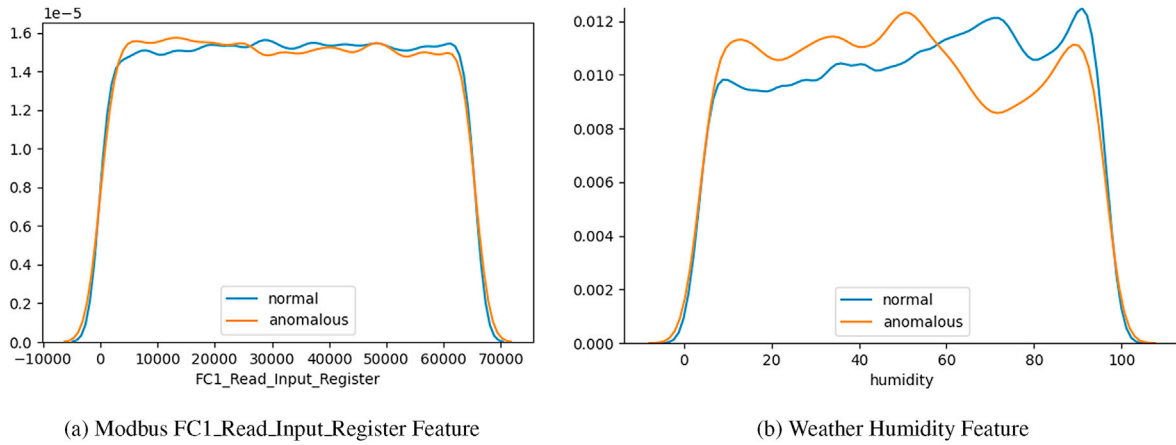 1e−5
1.6
1.4
1.2
1.0
0.8
0.6
0.4
0.2
0.0
normal
anomalous
−10000 0 10000 20000 30000 40000 50000 60000 70000
FC1_Read_Input_Register
(a) Modbus FC1_Read_Input_Register Feature
0.012
0.010
0.008
0.006
0.004
0.002
0.000
normal
anomalous
0 20 40 60 80 100
humidity
(b) Weather Humidity Feature